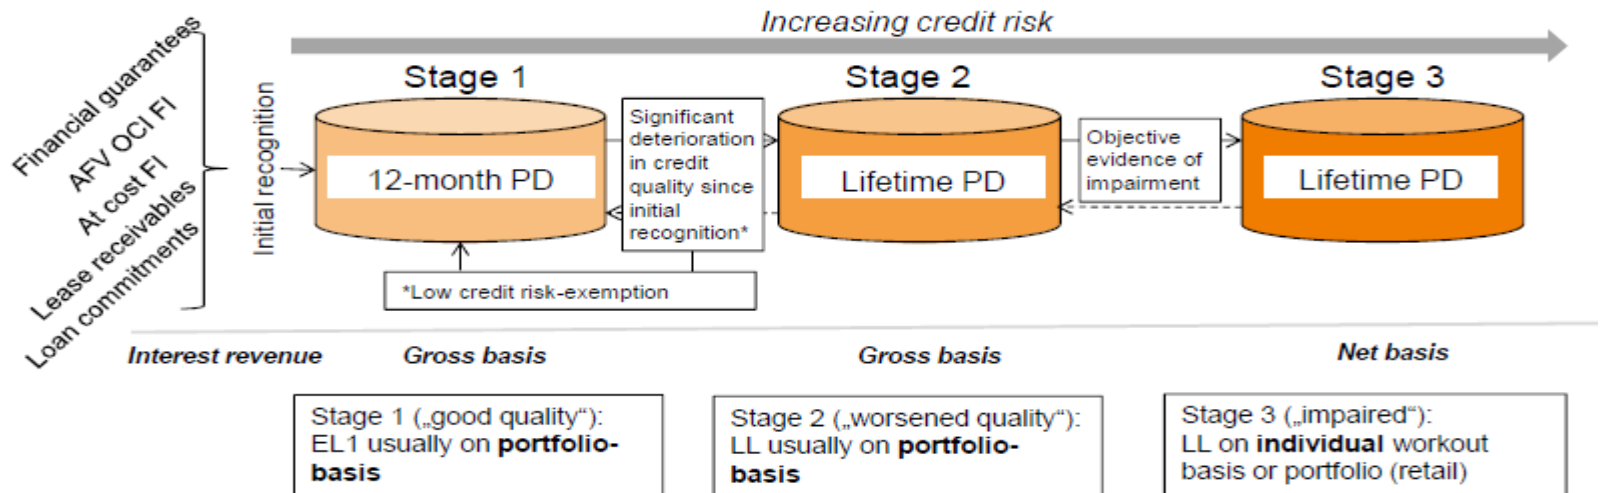 Increasing credit risk
Financial guarantees
AFV OCI FI
At cost FI
Lease receivables
Loan commitments
Initial recognition
Stage 1
12-month PD
Significant
deterioration
in credit
quality since
initial
recognition*
*Low credit risk-exemption
Stage 2
Lifetime PD
Objective
evidence of
impairment
Stage 3
Lifetime PD
Interest revenue
Gross basis
Gross basis
Net basis
Stage 1 („good quality“):
EL1 usually on portfolio-
basis
Stage 2 („worsened quality“):
LL usually on portfolio-
basis
Stage 3 („impaired“):
LL on individual workout
basis or portfolio (retail)